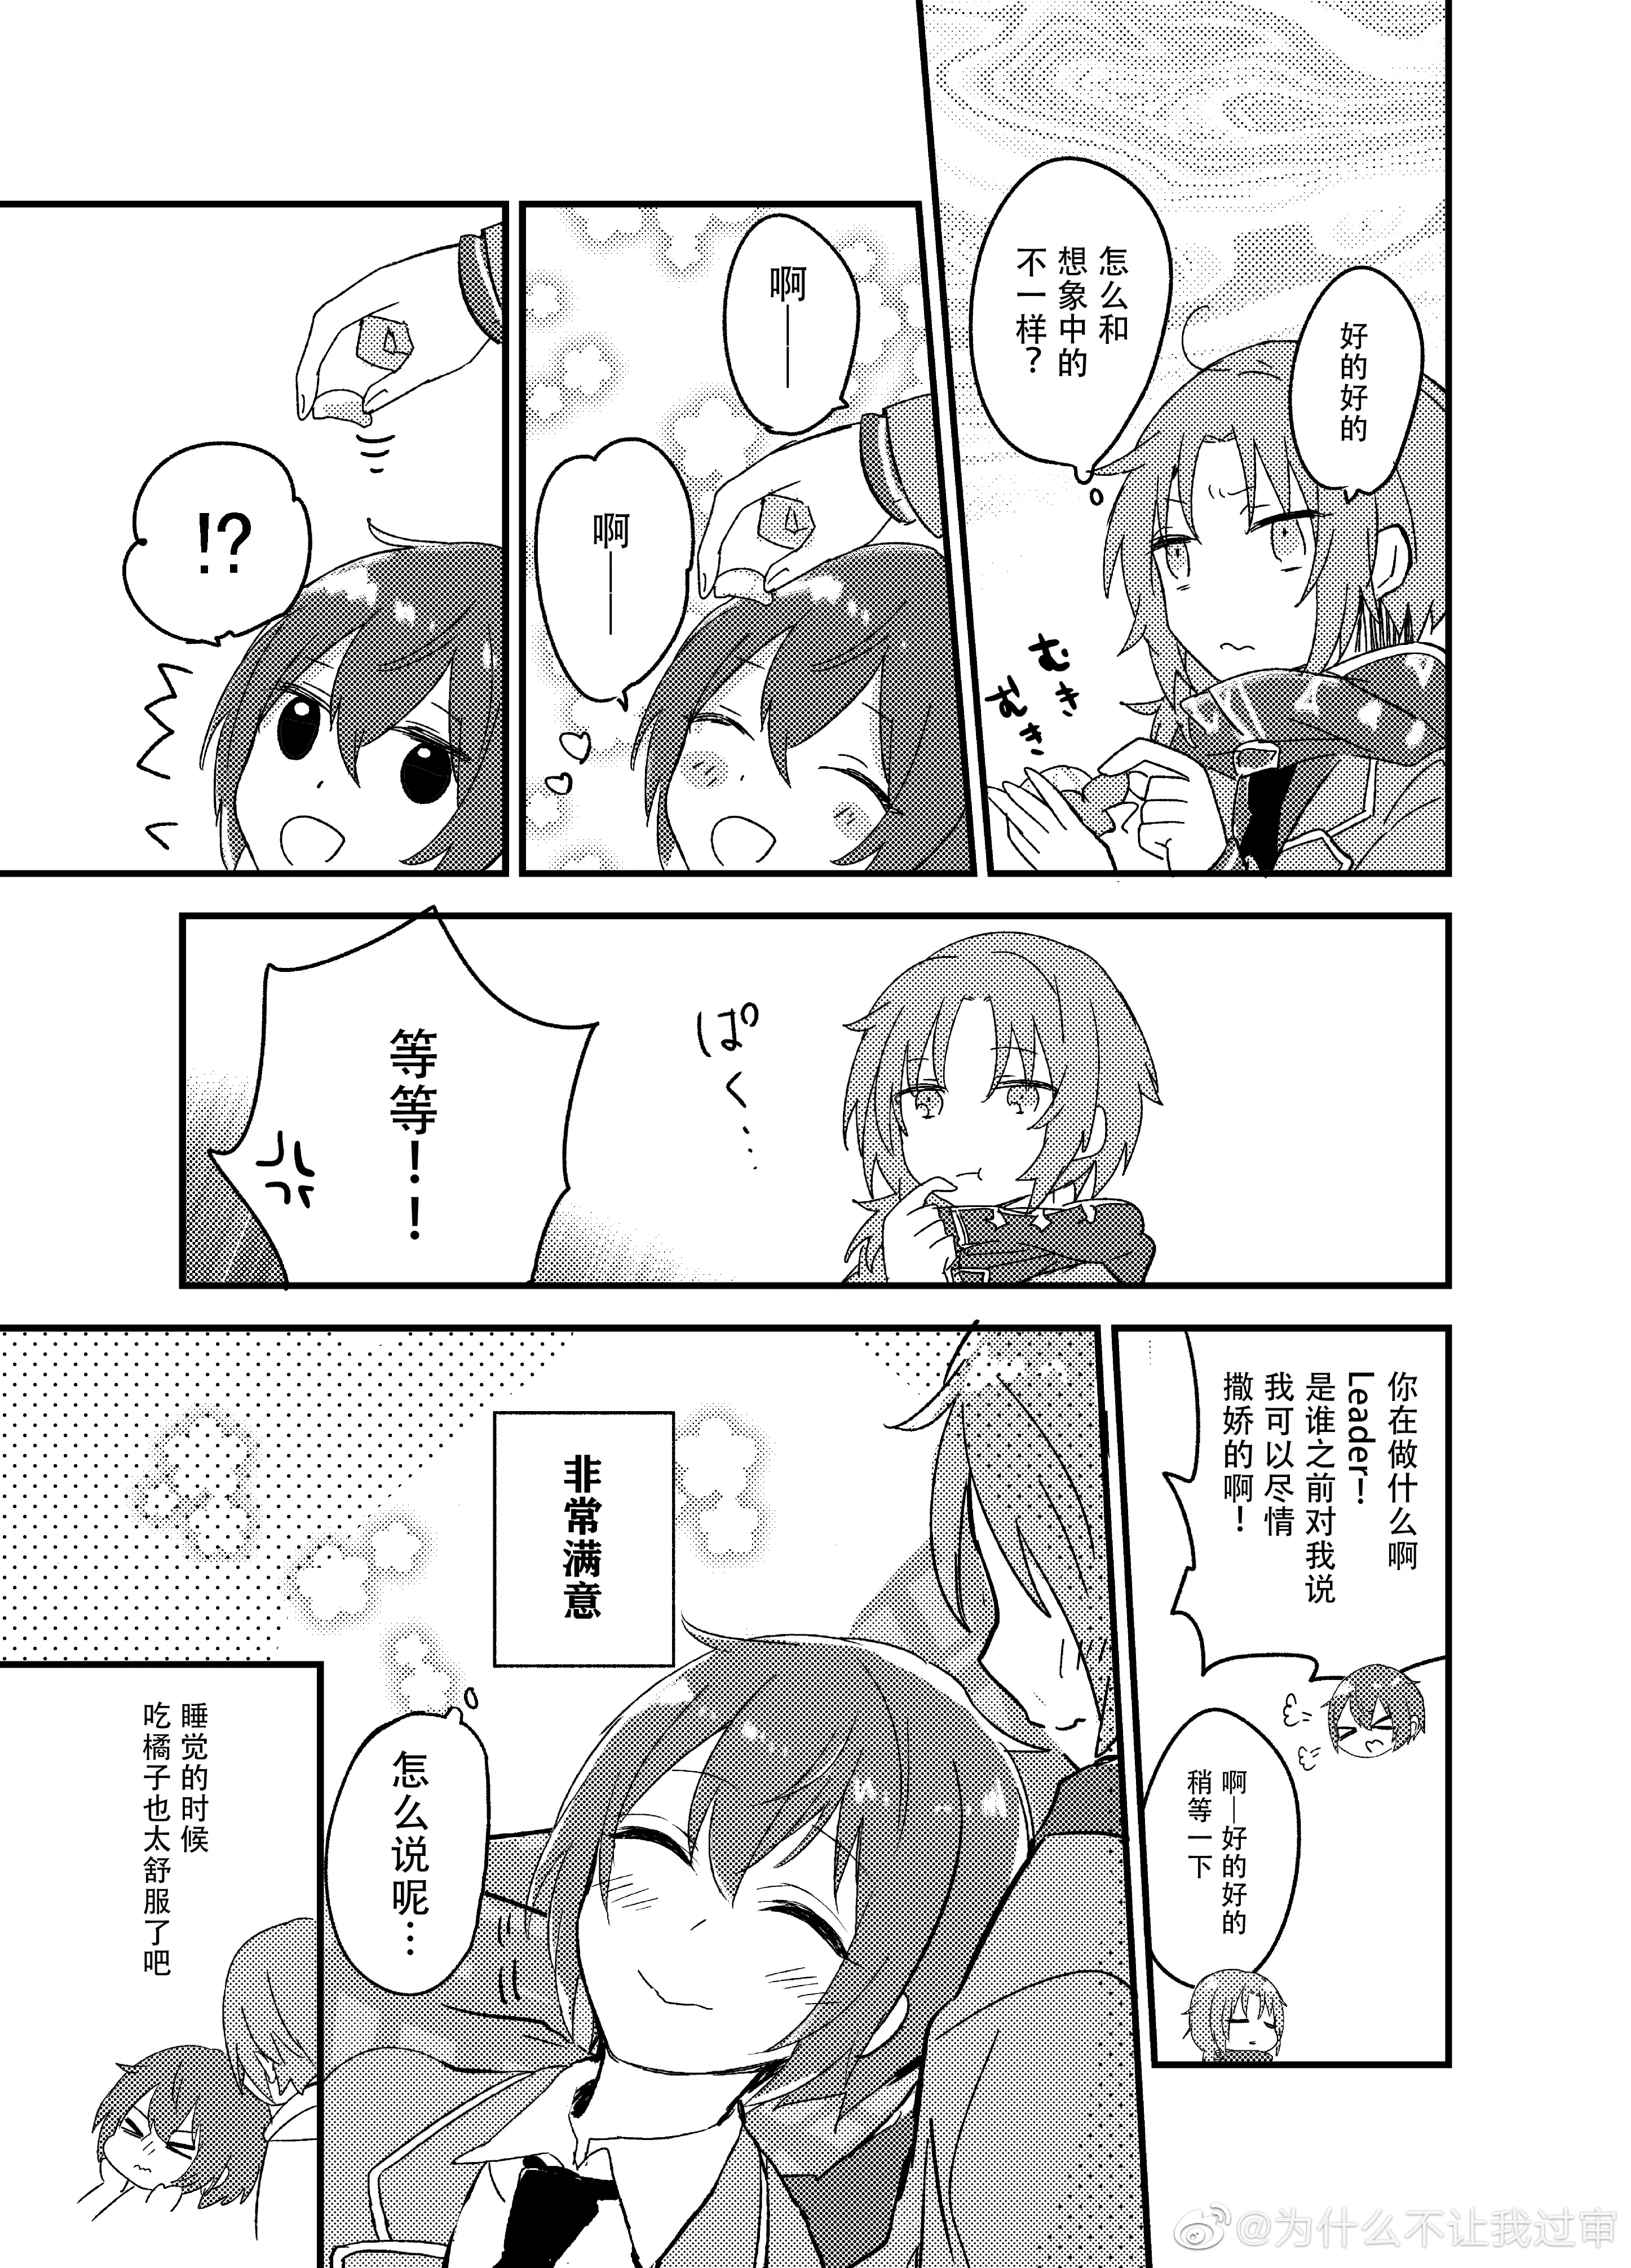 好的好的
怎么和
想象中的
不一样？
むき
むき
啊——
啊——
!?
ぱく…
等等！！
你在做什么啊
Leader！
是谁之前对我说
我可以尽情
撒娇的啊！
啊—好的好的
稍等一下
非常满意
怎么说呢…
睡觉的时候
吃橘子也太舒服了吧
@为什么不让我过审